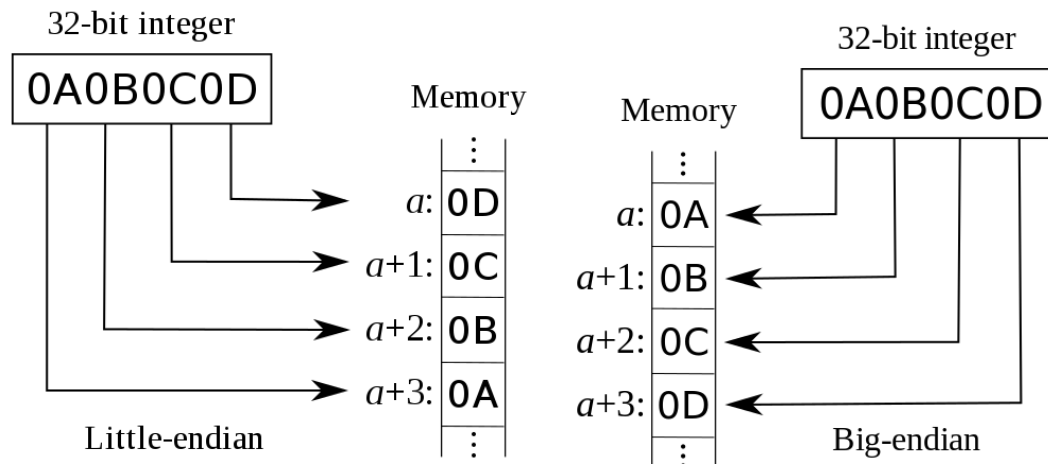 32-bit integer
0A0B0C0D
Memory
⋮
a: 0D
a+1: 0C
a+2: 0B
a+3: 0A
⋮
Little-endian
32-bit integer
0A0B0C0D
Memory
⋮
a: 0A
a+1: 0B
a+2: 0C
a+3: 0D
⋮
Big-endian